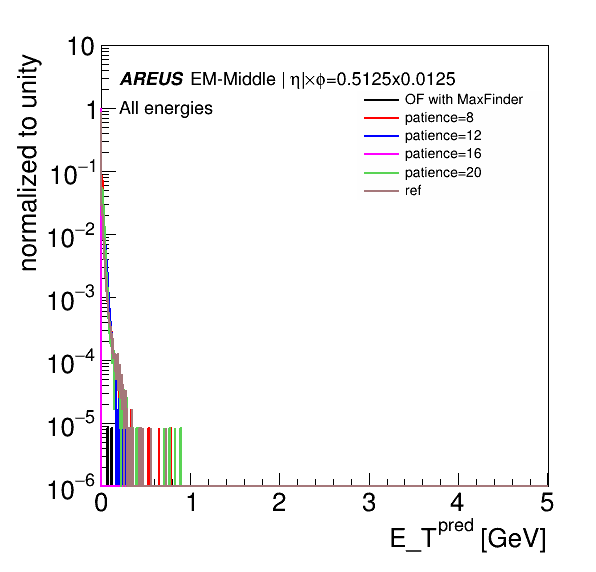 normalized to unity
10
1
10⁻¹
10⁻²
10⁻³
10⁻⁴
10⁻⁵
10⁻⁶
AREUS EM-Middle | η|×ϕ=0.5125x0.0125
All energies
OF with MaxFinder
patience=8
patience=12
patience=16
patience=20
ref
0 1 2 3 4 5
E_T^pred [GeV]